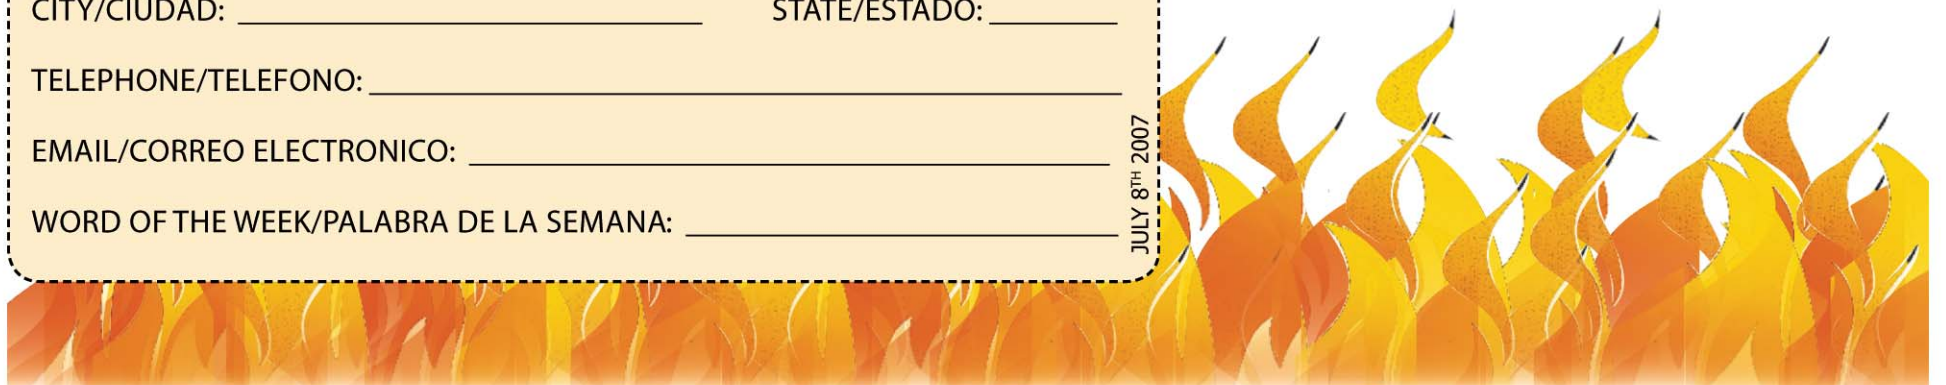 CITY/CIUDAD: STATE/ESTADO:
TELEPHONE/TELEFONO:
EMAIL/CORREO ELECTRONICO:
WORD OF THE WEEK/PALABRA DE LA SEMANA:
JULY 8TH 2007